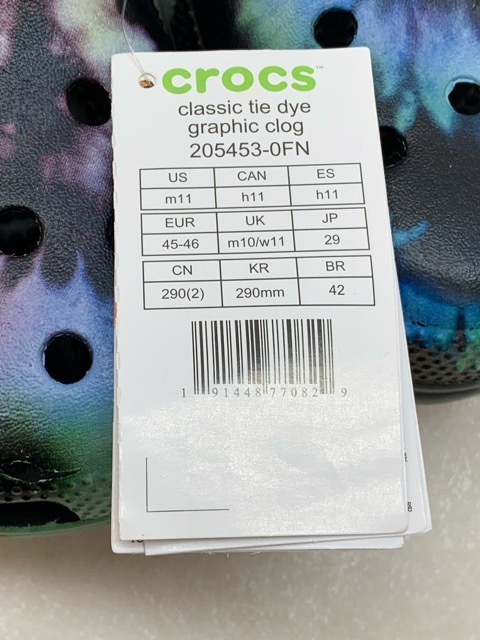 crocs™
classic tie dye
graphic clog
205453-0FN
US CAN ES
m11 h11 h11
EUR UK JP
45-46 m10/w11 29
CN KR BR
290(2) 290mm 42
1 91448 77082 9